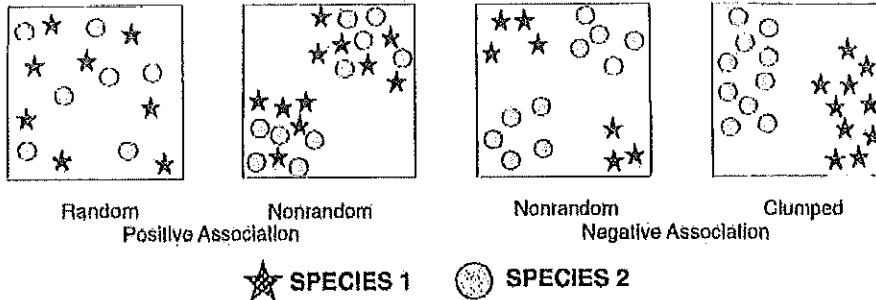 Random Nonrandom Nonrandom Clumped
Positive Association Negative Association
SPECIES 1 SPECIES 2